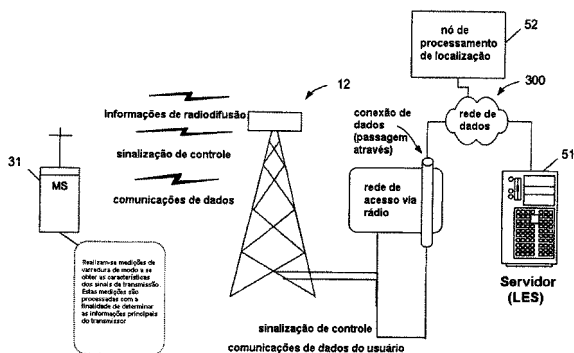 nó de
processamento
de localização
52
300
12
Informações de radiodifusão
conexão de
dados
(passagem
através)
rede de
dados
sinalização de controle
31
MS
51
comunicações de dados
rede de
acesso via
rádio
Realizam-se medições de
varredura de modo a se
obter as características
dos sinais da transmissão.
Estas medições são
processadas com a
finalidade de determinar
as informações principais
do transmissor
Servidor
(LES)
sinalização de controle
comunicações de dados do usuário